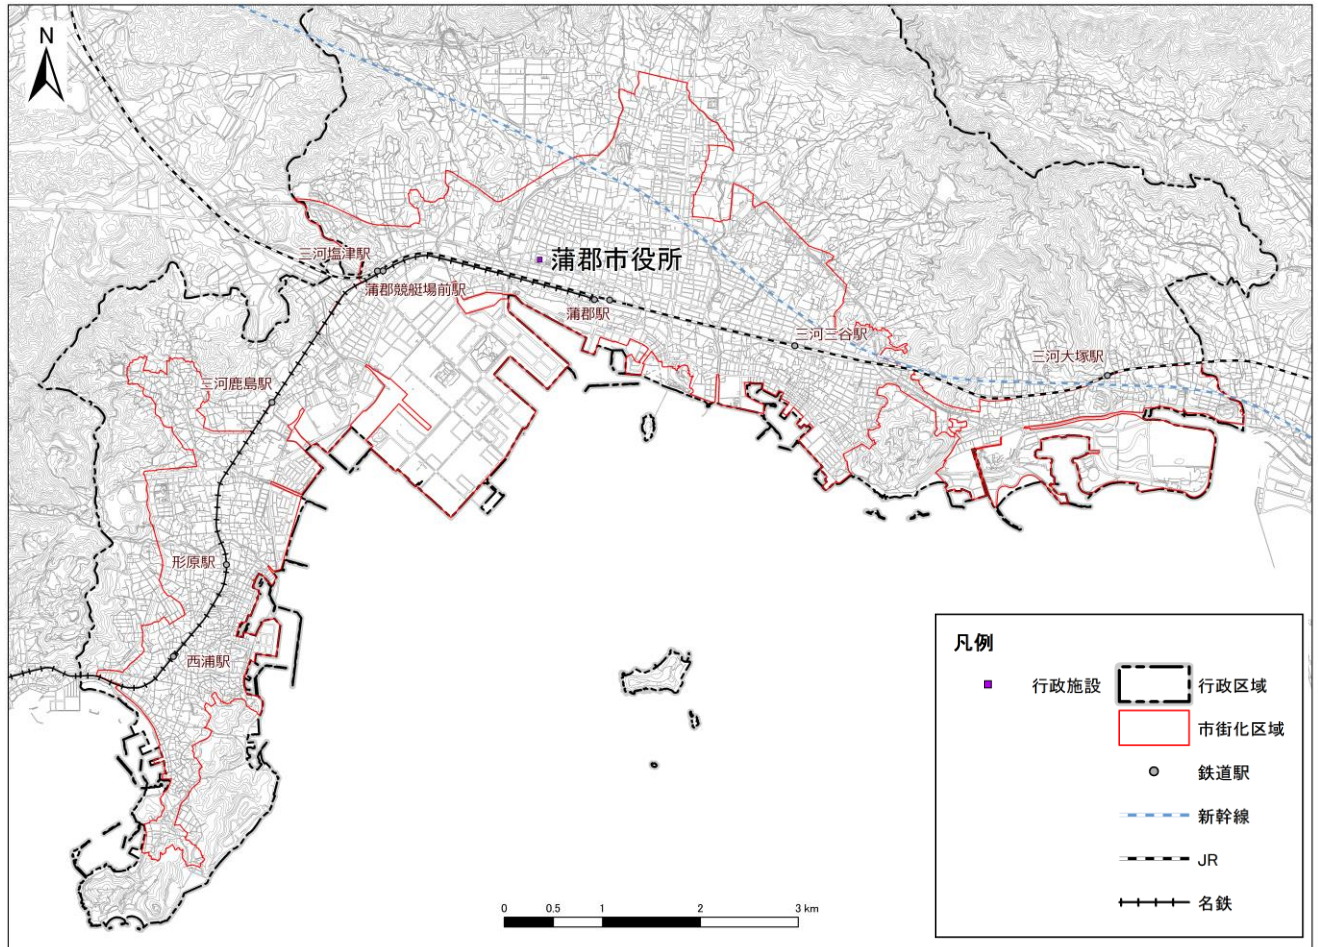 N
三河塩津駅
蒲郡市役所
蒲郡競艇場前駅
蒲郡駅
三河三谷駅
三河大塚駅
三河鹿島駅
形原駅
西浦駅
凡例
行政施設
行政区域
市街化区域
鉄道駅
新幹線
JR
名鉄
0 0.5 1 2 3 km